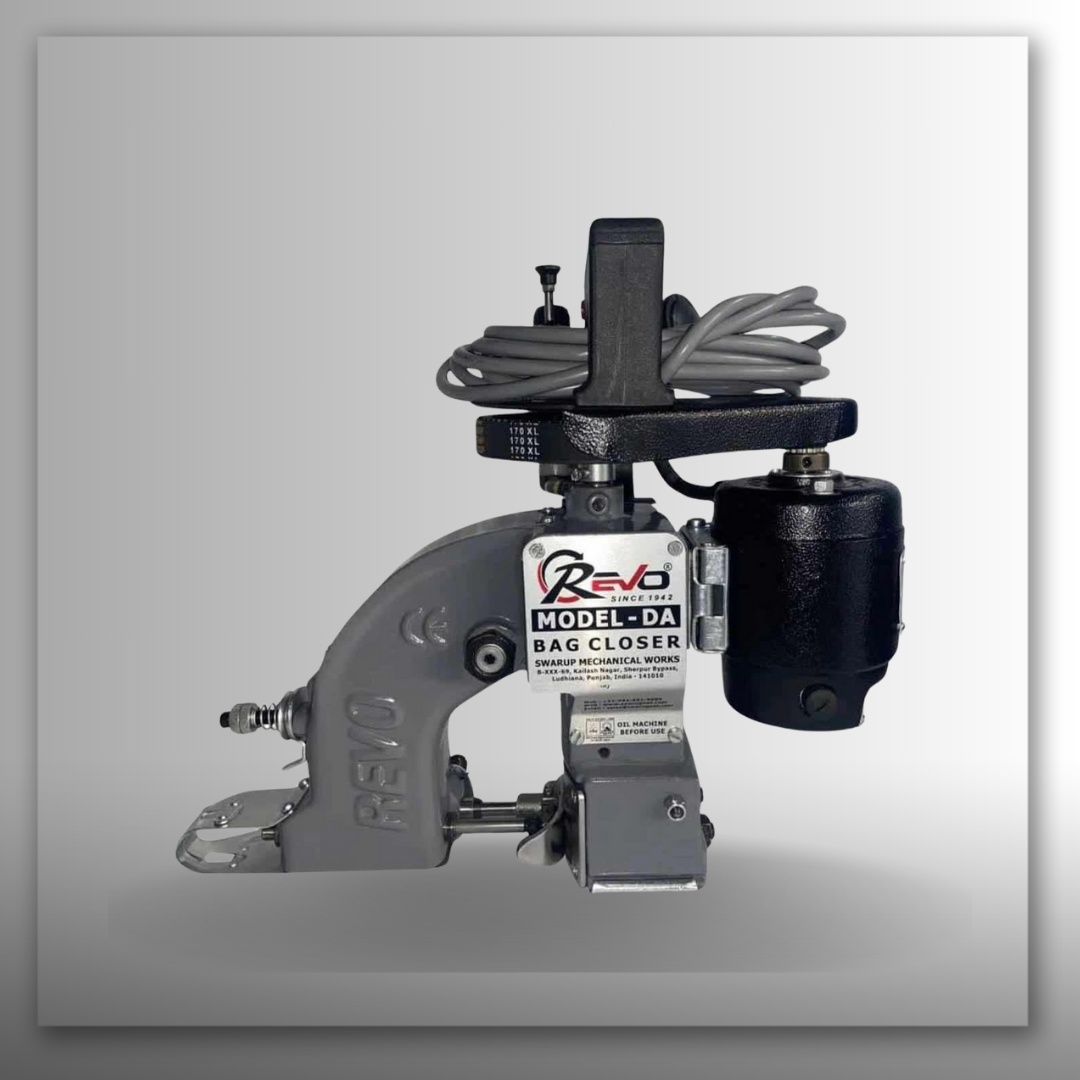 170 XL
170 XL
170 XL
REVO®
SINCE 1942
MODEL - DA
BAG CLOSER
SWARUP MECHANICAL WORKS
B-XXX-69, Kailash Nagar, Sherpur Bypass,
Ludhiana, Punjab, India - 141010
CE
REVO
OIL MACHINE
BEFORE USE